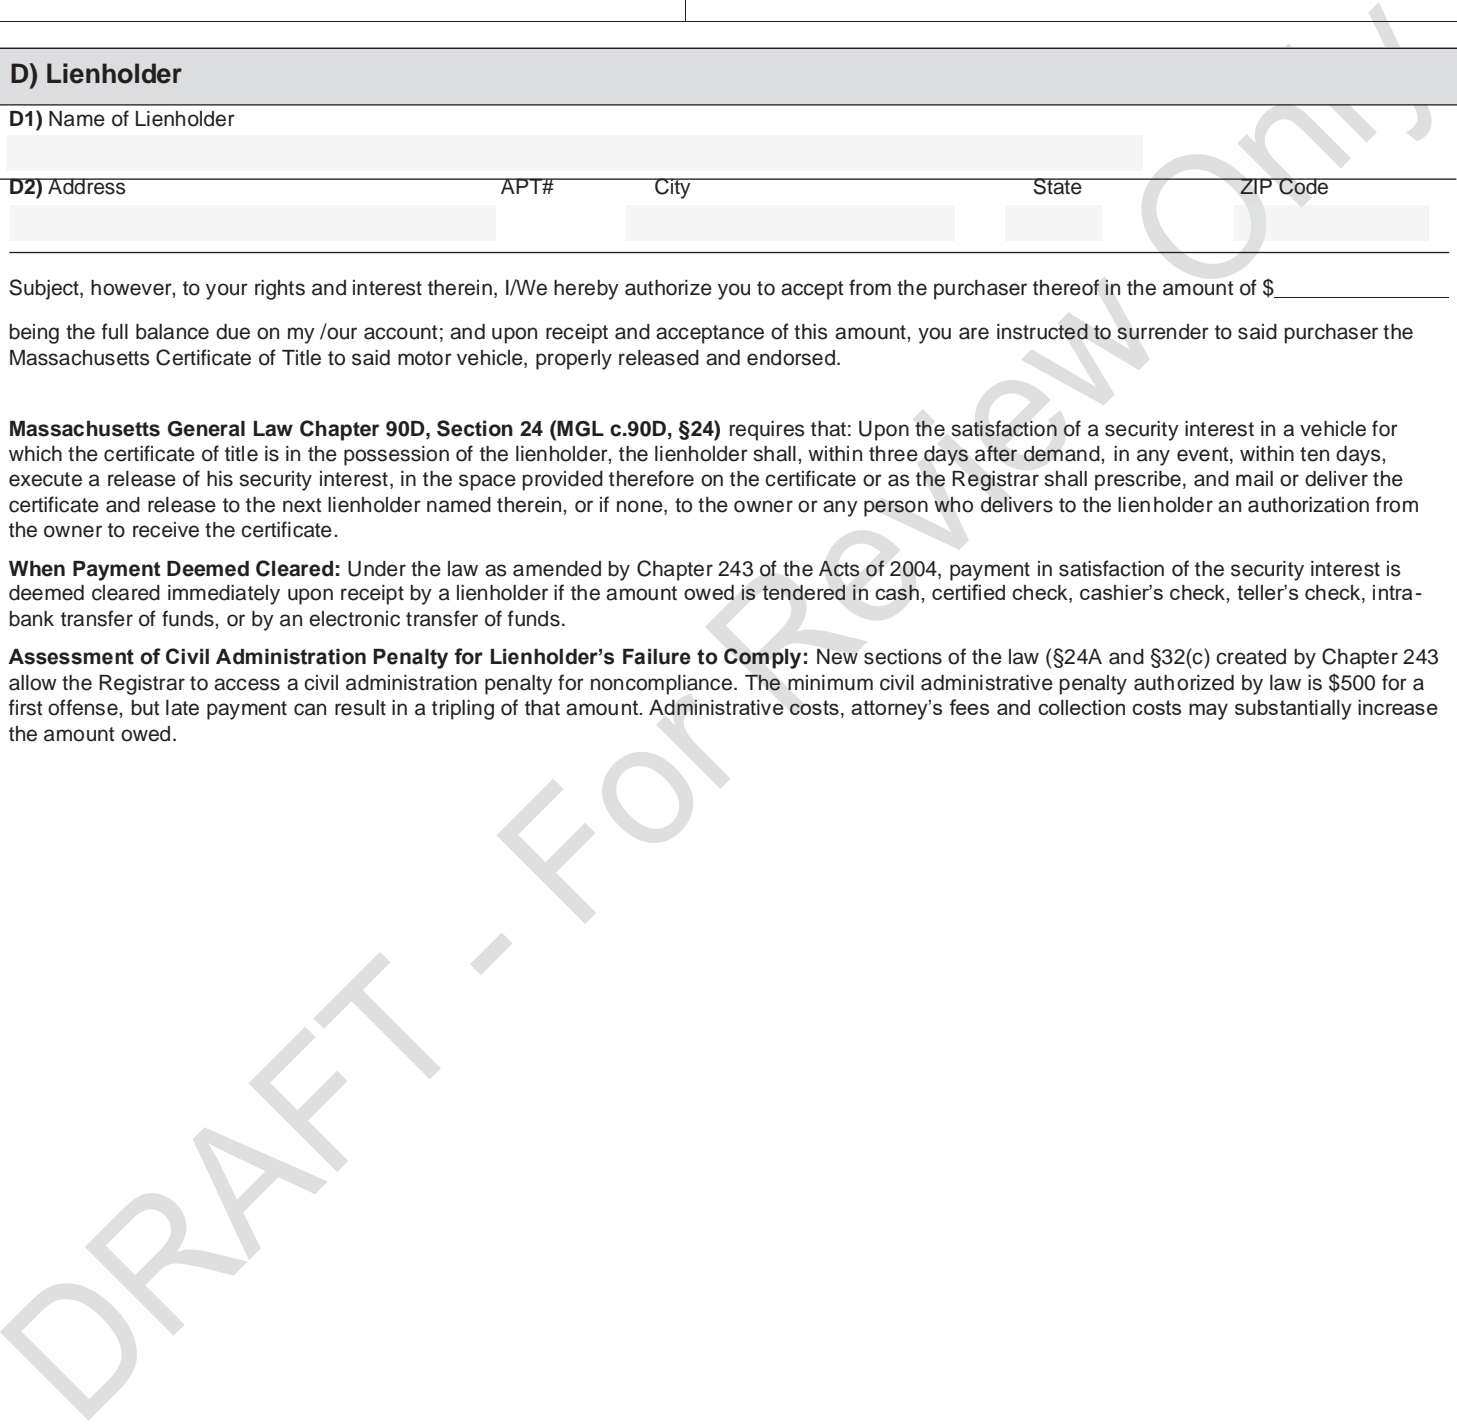 D) Lienholder
D1) Name of Lienholder
D2) Address APT# City State ZIP Code
Subject, however, to your rights and interest therein, I/We hereby authorize you to accept from the purchaser thereof in the amount of $
being the full balance due on my /our account; and upon receipt and acceptance of this amount, you are instructed to surrender to said purchaser the
Massachusetts Certificate of Title to said motor vehicle, properly released and endorsed.
Massachusetts General Law Chapter 90D, Section 24 (MGL c.90D, §24) requires that: Upon the satisfaction of a security interest in a vehicle for
which the certificate of title is in the possession of the lienholder, the lienholder shall, within three days after demand, in any event, within ten days,
execute a release of his security interest, in the space provided therefore on the certificate or as the Registrar shall prescribe, and mail or deliver the
certificate and release to the next lienholder named therein, or if none, to the owner or any person who delivers to the lienholder an authorization from
the owner to receive the certificate.
When Payment Deemed Cleared: Under the law as amended by Chapter 243 of the Acts of 2004, payment in satisfaction of the security interest is
deemed cleared immediately upon receipt by a lienholder if the amount owed is tendered in cash, certified check, cashier’s check, teller’s check, intra-
bank transfer of funds, or by an electronic transfer of funds.
Assessment of Civil Administration Penalty for Lienholder’s Failure to Comply: New sections of the law (§24A and §32(c) created by Chapter 243
allow the Registrar to access a civil administration penalty for noncompliance. The minimum civil administrative penalty authorized by law is $500 for a
first offense, but late payment can result in a tripling of that amount. Administrative costs, attorney’s fees and collection costs may substantially increase
the amount owed.
DRAFT - For Review Only